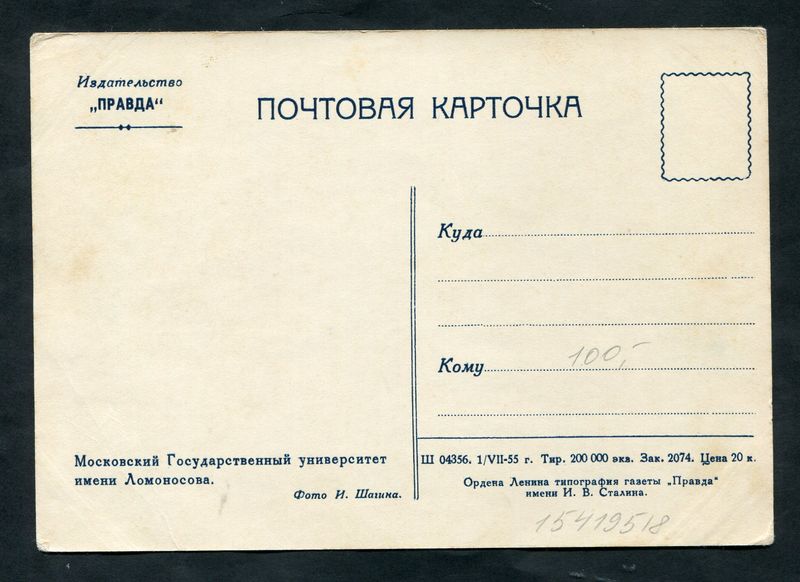 Издательство
„ПРАВДА“
ПОЧТОВАЯ КАРТОЧКА
Куда
Кому
100,-
Московский Государственный университет
имени Ломоносова.
Фото И. Шагина.
Ш 04356. 1/VII-55 г. Тир. 200 000 экз. Зак. 2074. Цена 20 к.
Ордена Ленина типография газеты „Правда“
имени И. В. Сталина.
15419518